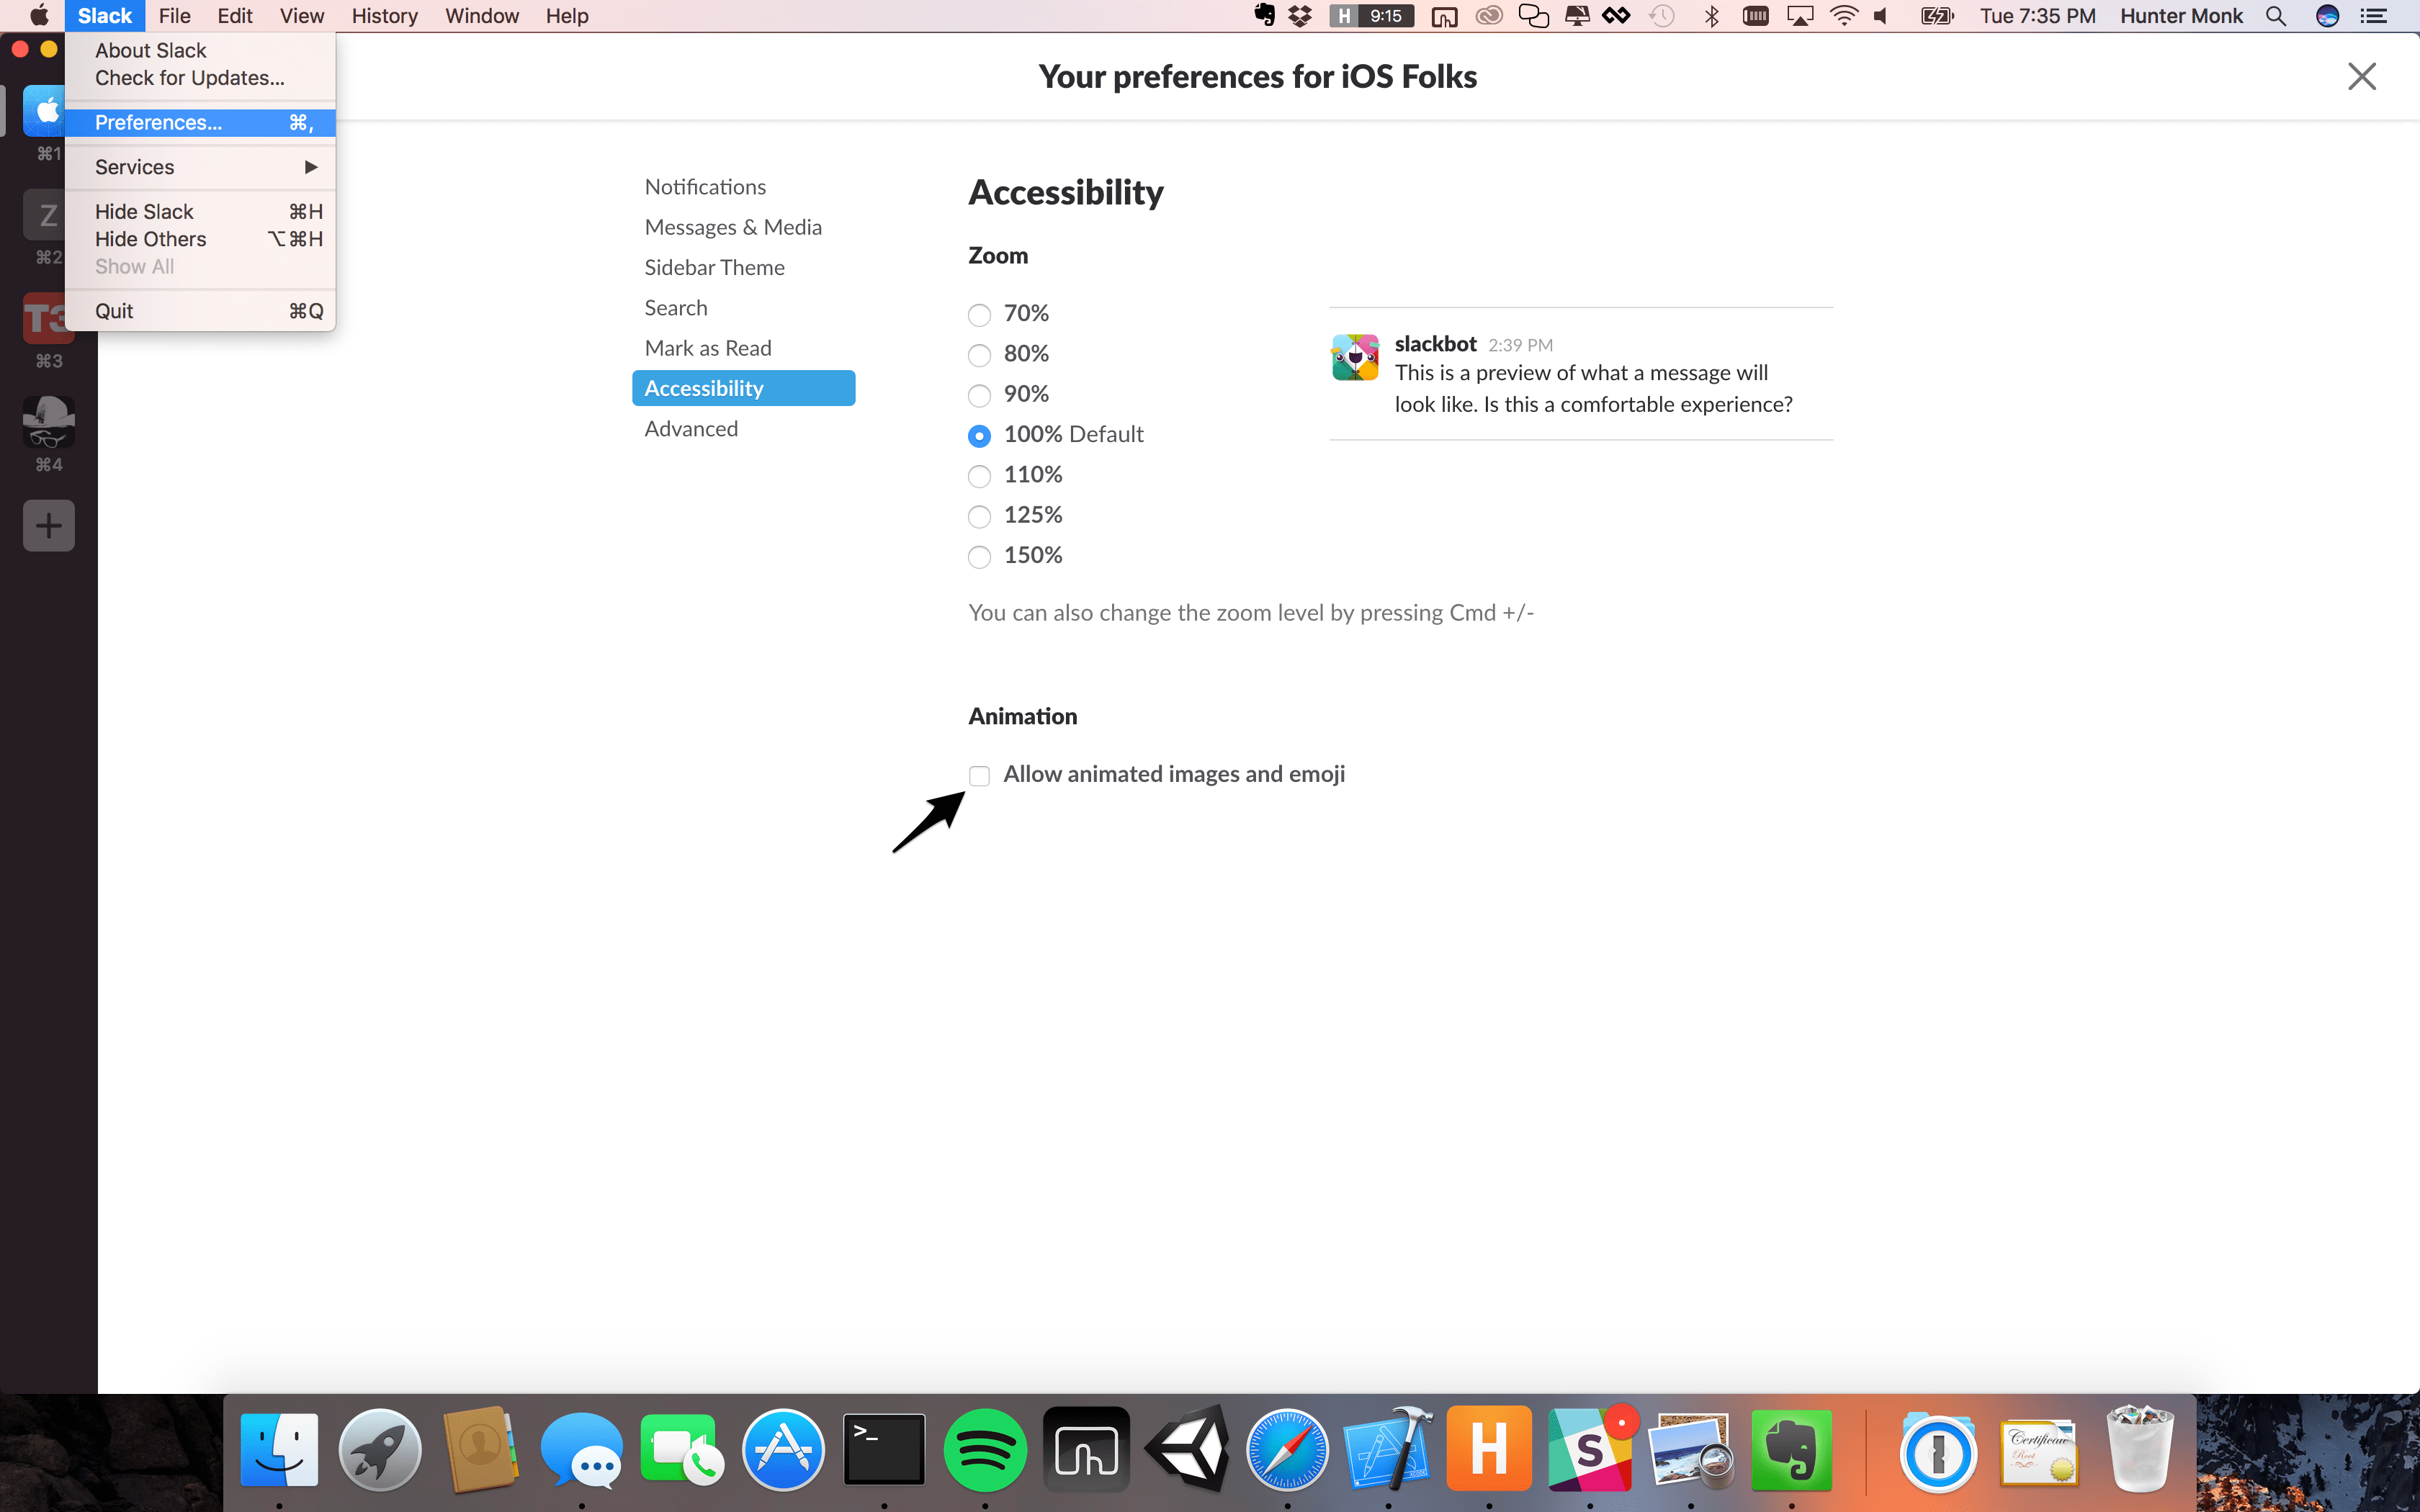 Slack File Edit View History Window Help
H 9:15
Tue 7:35 PM Hunter Monk
About Slack
Check for Updates...
Preferences... ⌘,
Services ▶
Hide Slack ⌘H
Hide Others ⌥⌘H
Show All
Quit ⌘Q
⌘1
Z
⌘2
T3
⌘3
⌘4
Your preferences for iOS Folks
Notifications
Messages & Media
Sidebar Theme
Search
Mark as Read
Accessibility
Advanced
Accessibility
Zoom
70%
80%
90%
100% Default
110%
125%
150%
slackbot 2:39 PM
This is a preview of what a message will
look like. Is this a comfortable experience?
You can also change the zoom level by pressing Cmd +/-
Animation
Allow animated images and emoji
>_
H
S
Certificate
Root